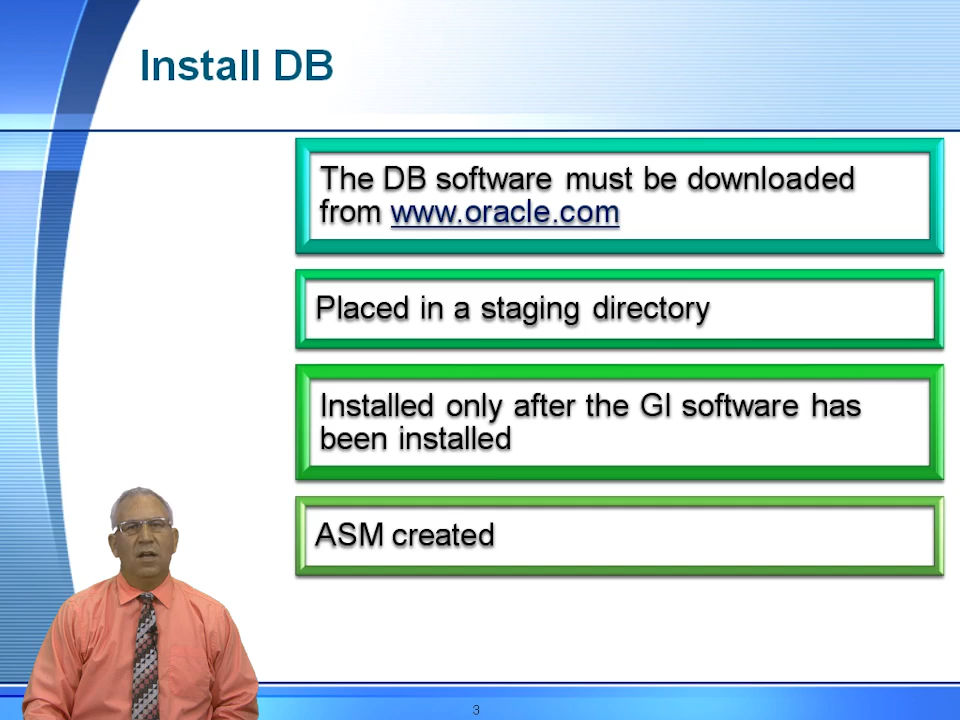 Install DB
The DB software must be downloaded
from www.oracle.com
Placed in a staging directory
Installed only after the GI software has
been installed
ASM created
3